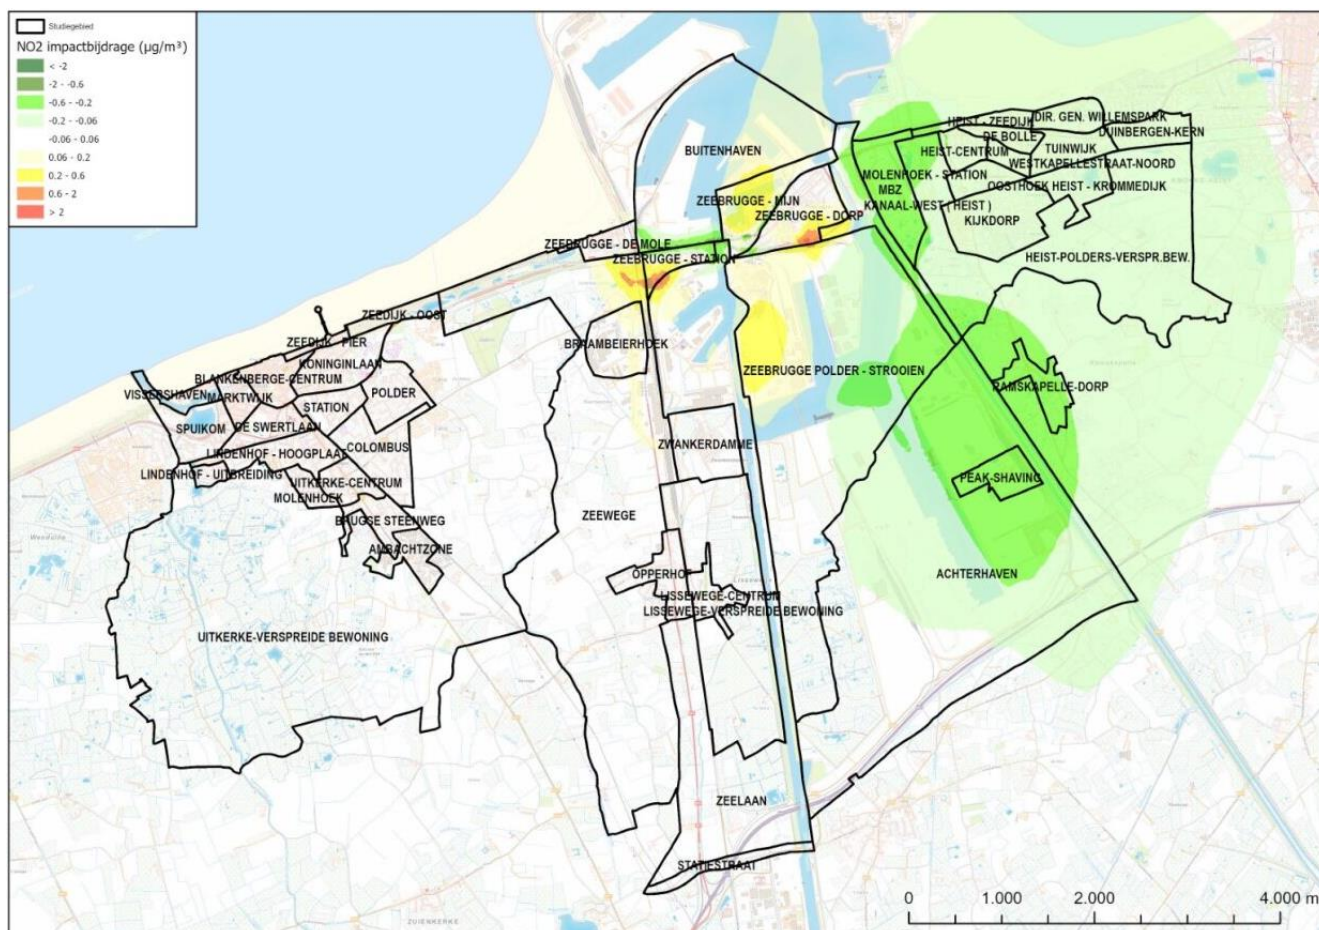 Studiegebied
NO2 impactbijdrage (µg/m³)
< -2
-2 - -0.6
-0.6 - -0.2
-0.2 - -0.06
-0.06 - 0.06
0.06 - 0.2
0.2 - 0.6
0.6 - 2
> 2
BUITENHAVEN
HEIST - ZEEDIJK
DIR. GEN. WILLEMSPARK
DE BOLLE
DUINBERGEN-KERN
HEIST-CENTRUM
TUINWIJK
WESTKAPELLESTRAAT-NOORD
MOLENHOEK - STATION
OOSTHOEK HEIST - KROMMEDIJK
MBZ
KANAAL-WEST ( HEIST )
KIJKDORP
HEIST-POLDERS-VERSPR.BEW.
ZEEBRUGGE - MIJN
ZEEBRUGGE - DORP
ZEEBRUGGE - DE MOLE
ZEEBRUGGE - STATION
ZEEDIJK - OOST
ZEEDIJK - PIER
BRAAMBEIERHOEK
KONINGINLAAN
BLANKENBERGE-CENTRUM
VISSERSHAVEN
MARKTWIJK
POLDER
STATION
SPUIKOM
DE SWERTLAAN
COLOMBUS
LINDENHOF - HOOGPLAAT
LINDENHOF - UITBREIDING
UITKERKE-CENTRUM
MOLENHOEK
BRUGSE STEENWEG
AMBACHTZONE
UITKERKE-VERSPREIDE BEWONING
ZEEBRUGGE POLDER - STROOIEN
RAMSKAPELLE-DORP
ZWANKERDAMME
PEAK-SHAVING
ZEEWEGE
OPPERHOF
ACHTERHAVEN
LISSEWEGE-CENTRUM
LISSEWEGE-VERSPREIDE BEWONING
ZEELAAN
STATIESTRAAT
ZUIENKERKE
0 1.000 2.000 4.000 m